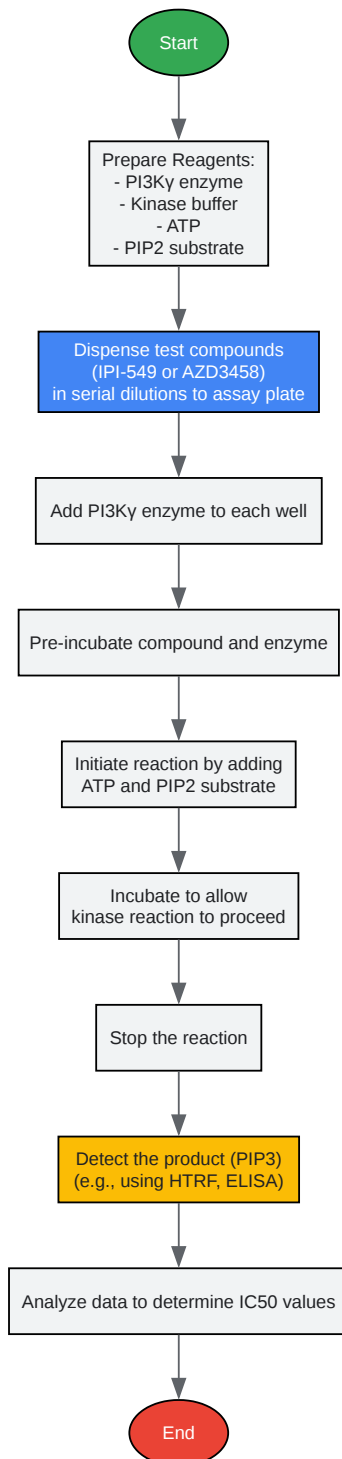 Start
Prepare Reagents:
- PI3Kγ enzyme
- Kinase buffer
- ATP
- PIP2 substrate
Dispense test compounds
(IPI-549 or AZD3458)
in serial dilutions to assay plate
Add PI3Kγ enzyme to each well
Pre-incubate compound and enzyme
Initiate reaction by adding
ATP and PIP2 substrate
Incubate to allow
kinase reaction to proceed
Stop the reaction
Detect the product (PIP3)
(e.g., using HTRF, ELISA)
Analyze data to determine IC50 values
End